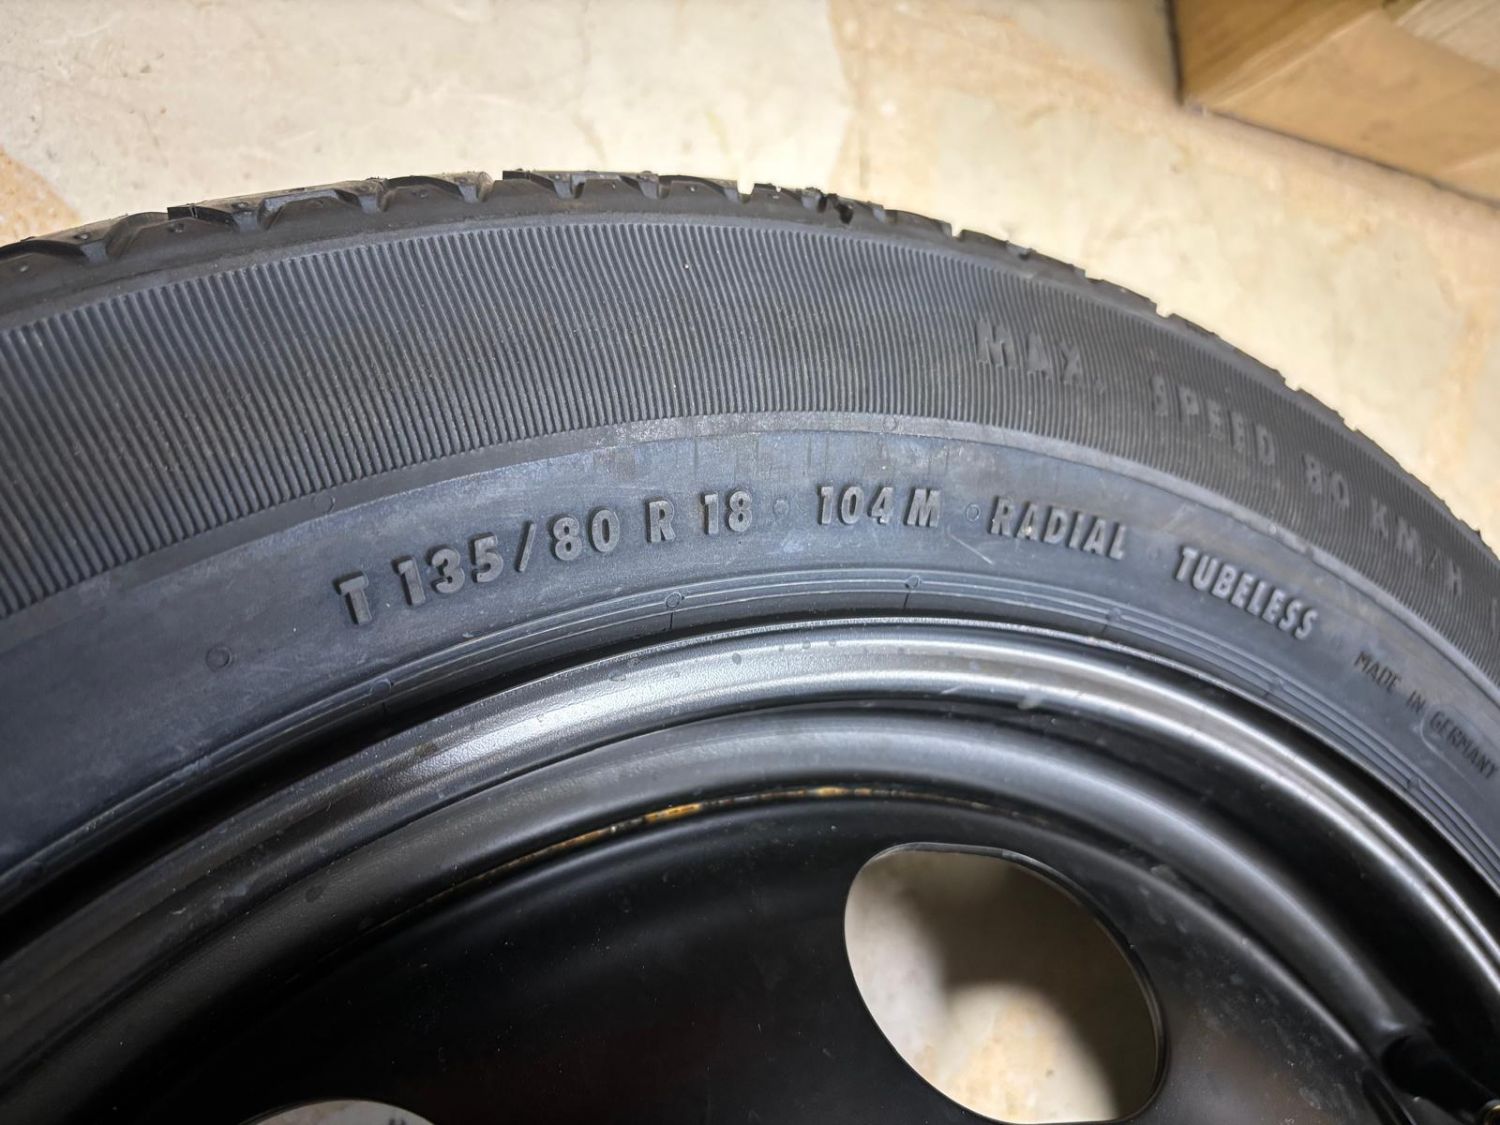 MAX. SPEED 80 KM/H
T 135/80 R 18 104 M RADIAL TUBELESS
MADE IN GERMANY